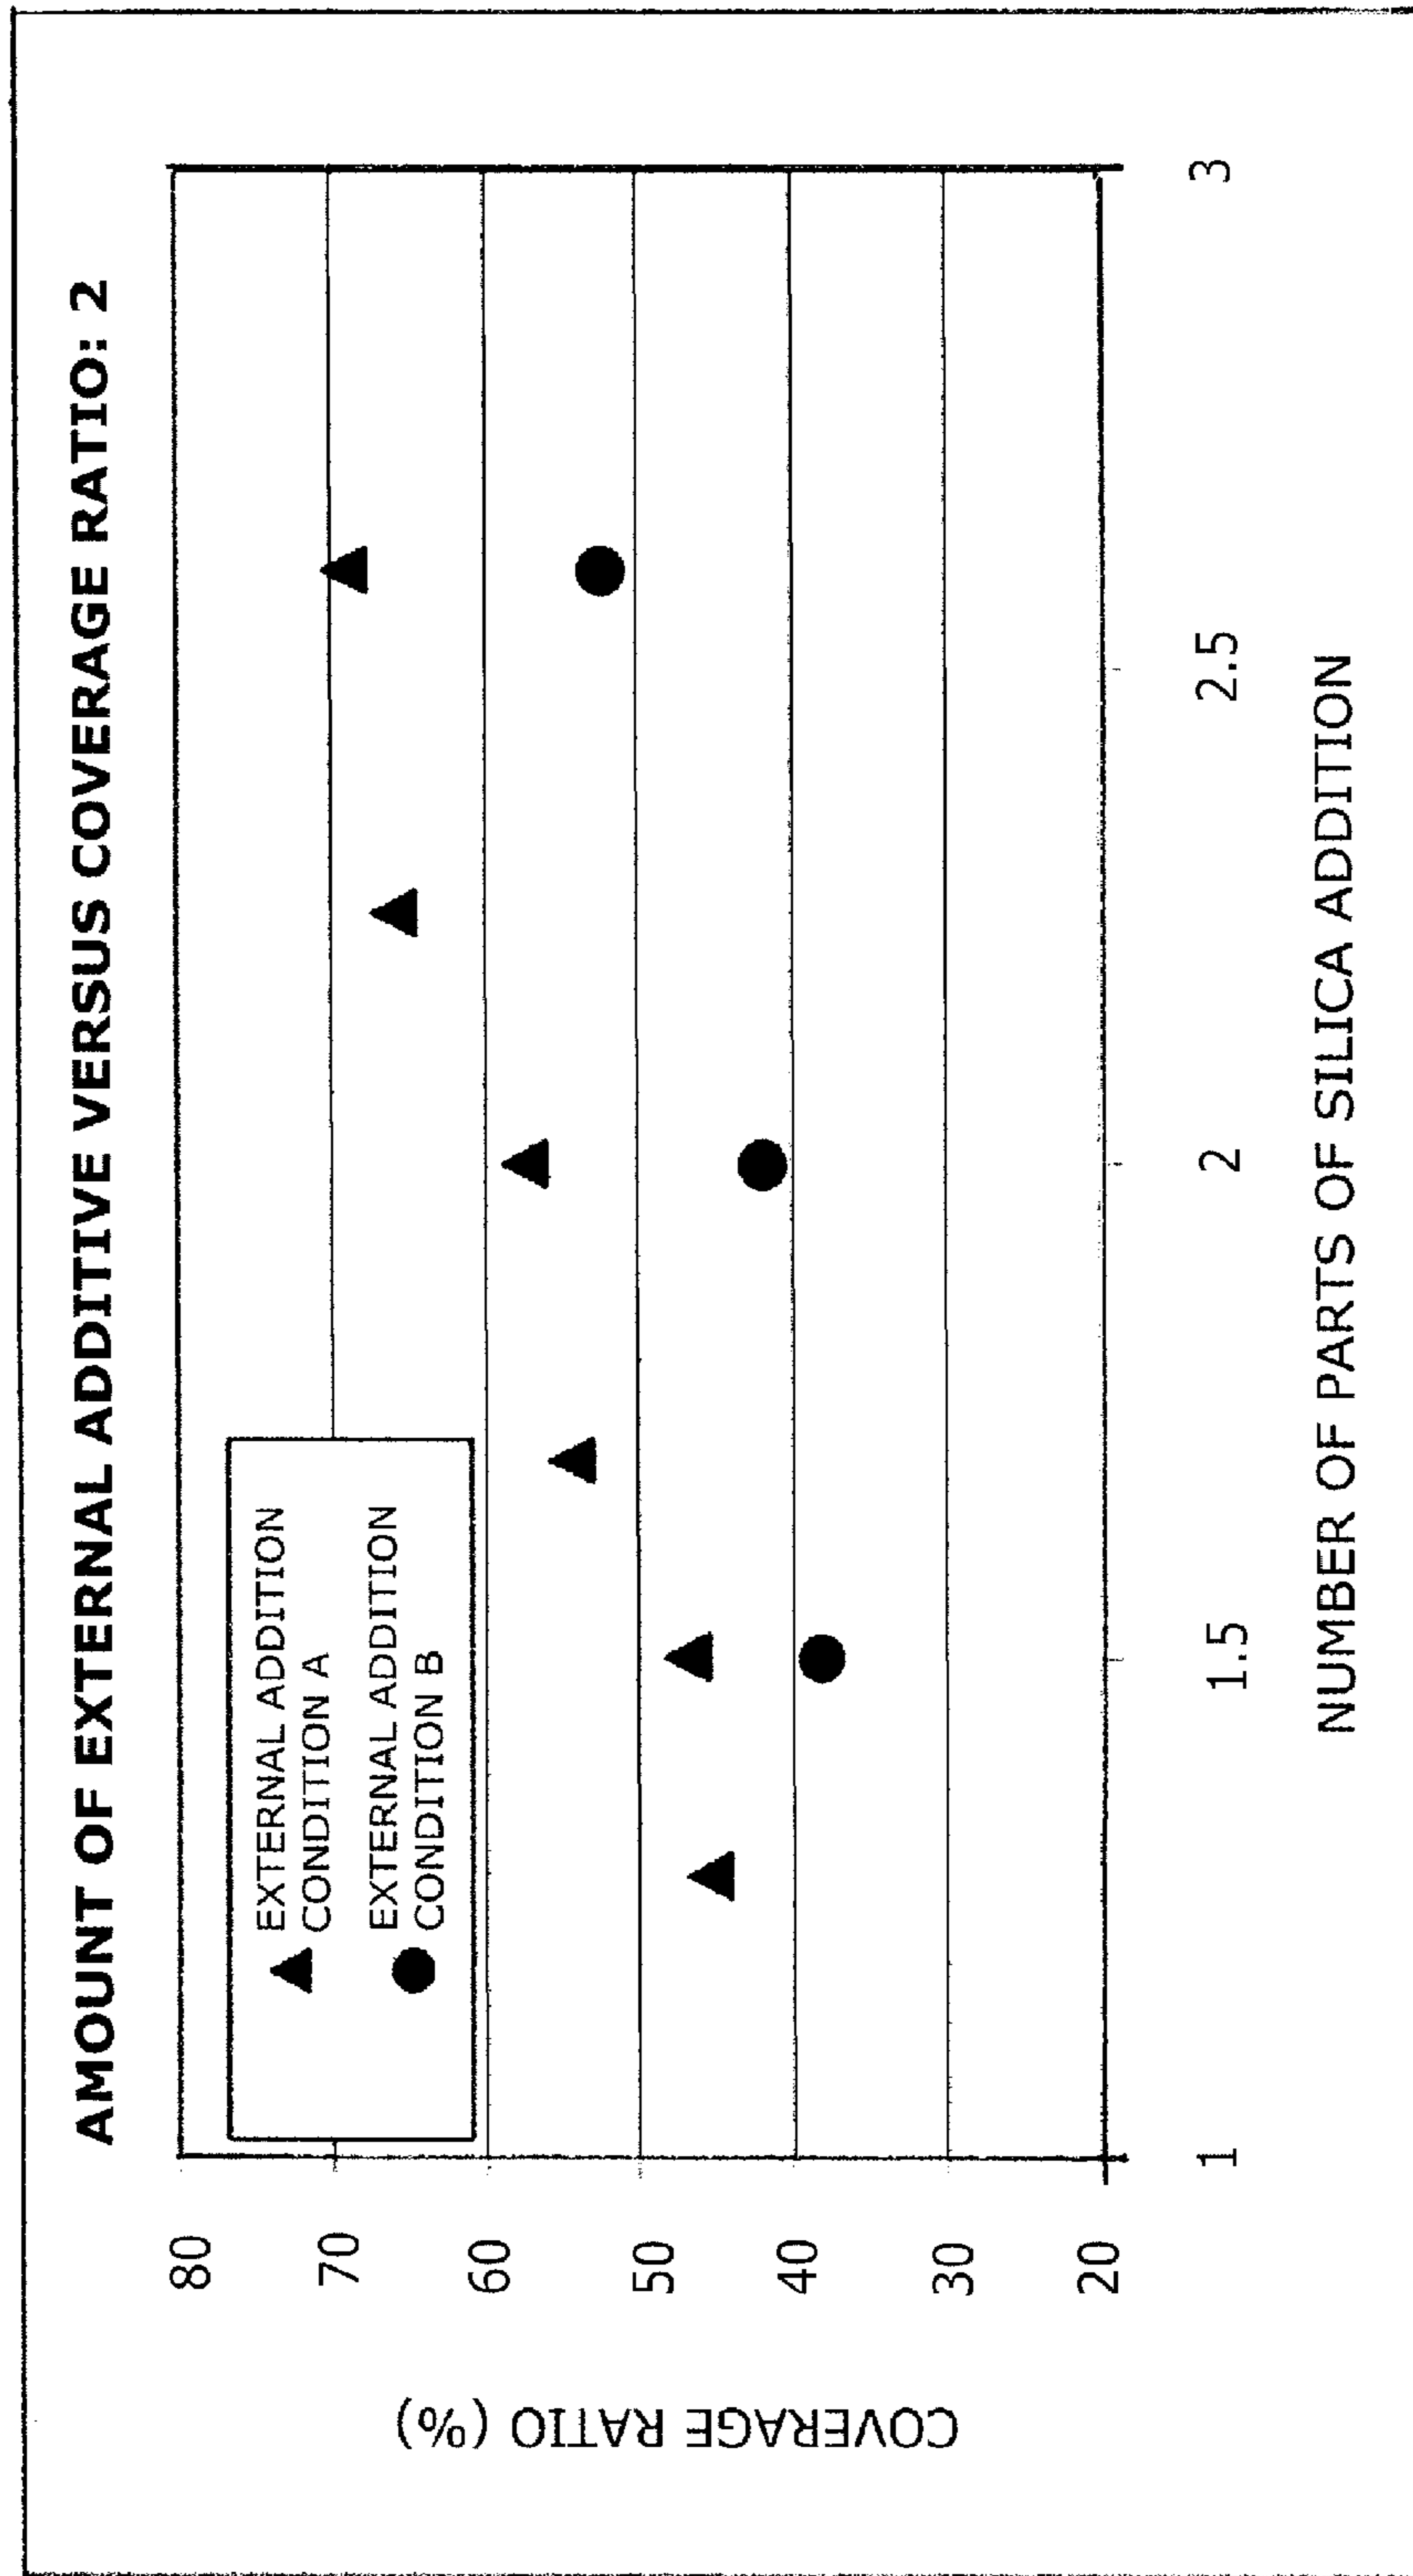 AMOUNT OF EXTERNAL ADDITIVE VERSUS COVERAGE RATIO: 2
EXTERNAL ADDITION
CONDITION A
EXTERNAL ADDITION
CONDITION B
COVERAGE RATIO (%)
80
70
60
50
40
30
20
1
1.5
2
2.5
3
NUMBER OF PARTS OF SILICA ADDITION